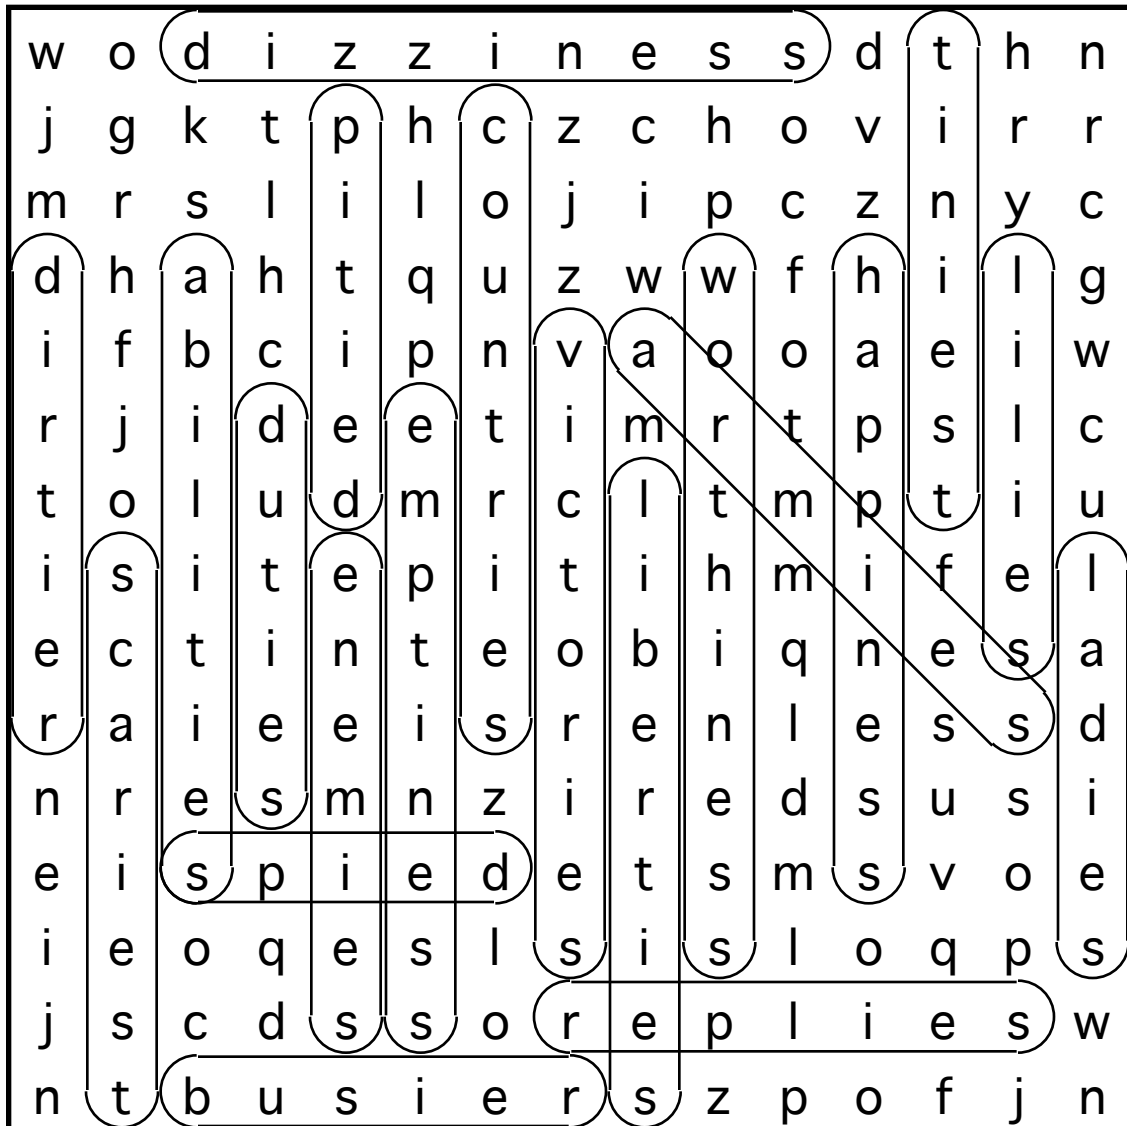 w o d i z z i n e s s d t h n
j g k t p h c z c h o v i r r
m r s l i l o j i p c z n y c
d h a h t q u z w w f h i l g
i f b c i p n v a o o a e i w
r j i d e e t i m r t p s l c
t o l u d m r c l t m p t i u
i s i t e p i t i h m i f e l
e c t i n t e o b i q n e s a
r a i e e i s r e n l e s s d
n r e s m n z i r e d s u s i
e i s p i e d e t s m s v o e
i e o q e s l s i s l o q p s
j s c d s s o r e p l i e s w
n t b u s i e r s z p o f j n